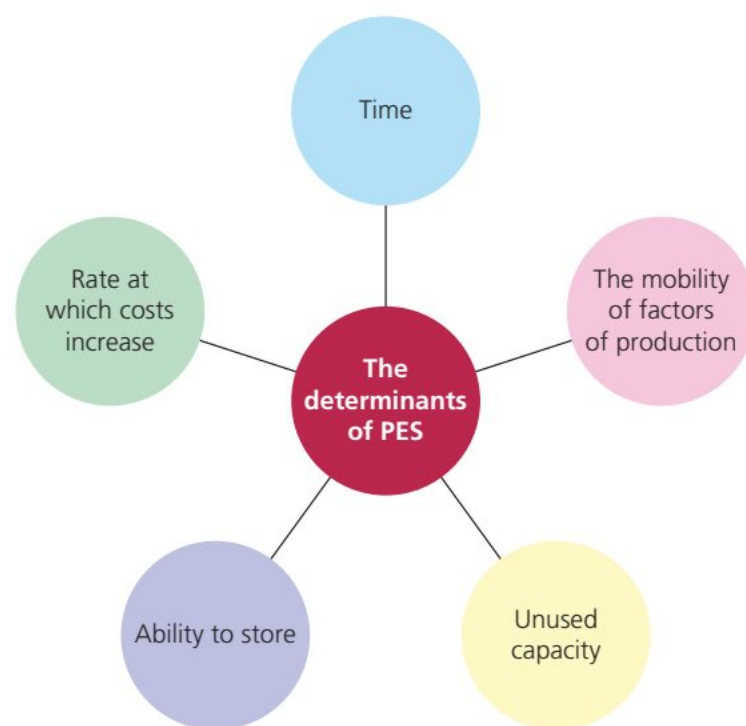 Time
The mobility
of factors
of production
Rate at
which costs
increase
The
determinants
of PES
Ability to store
Unused
capacity